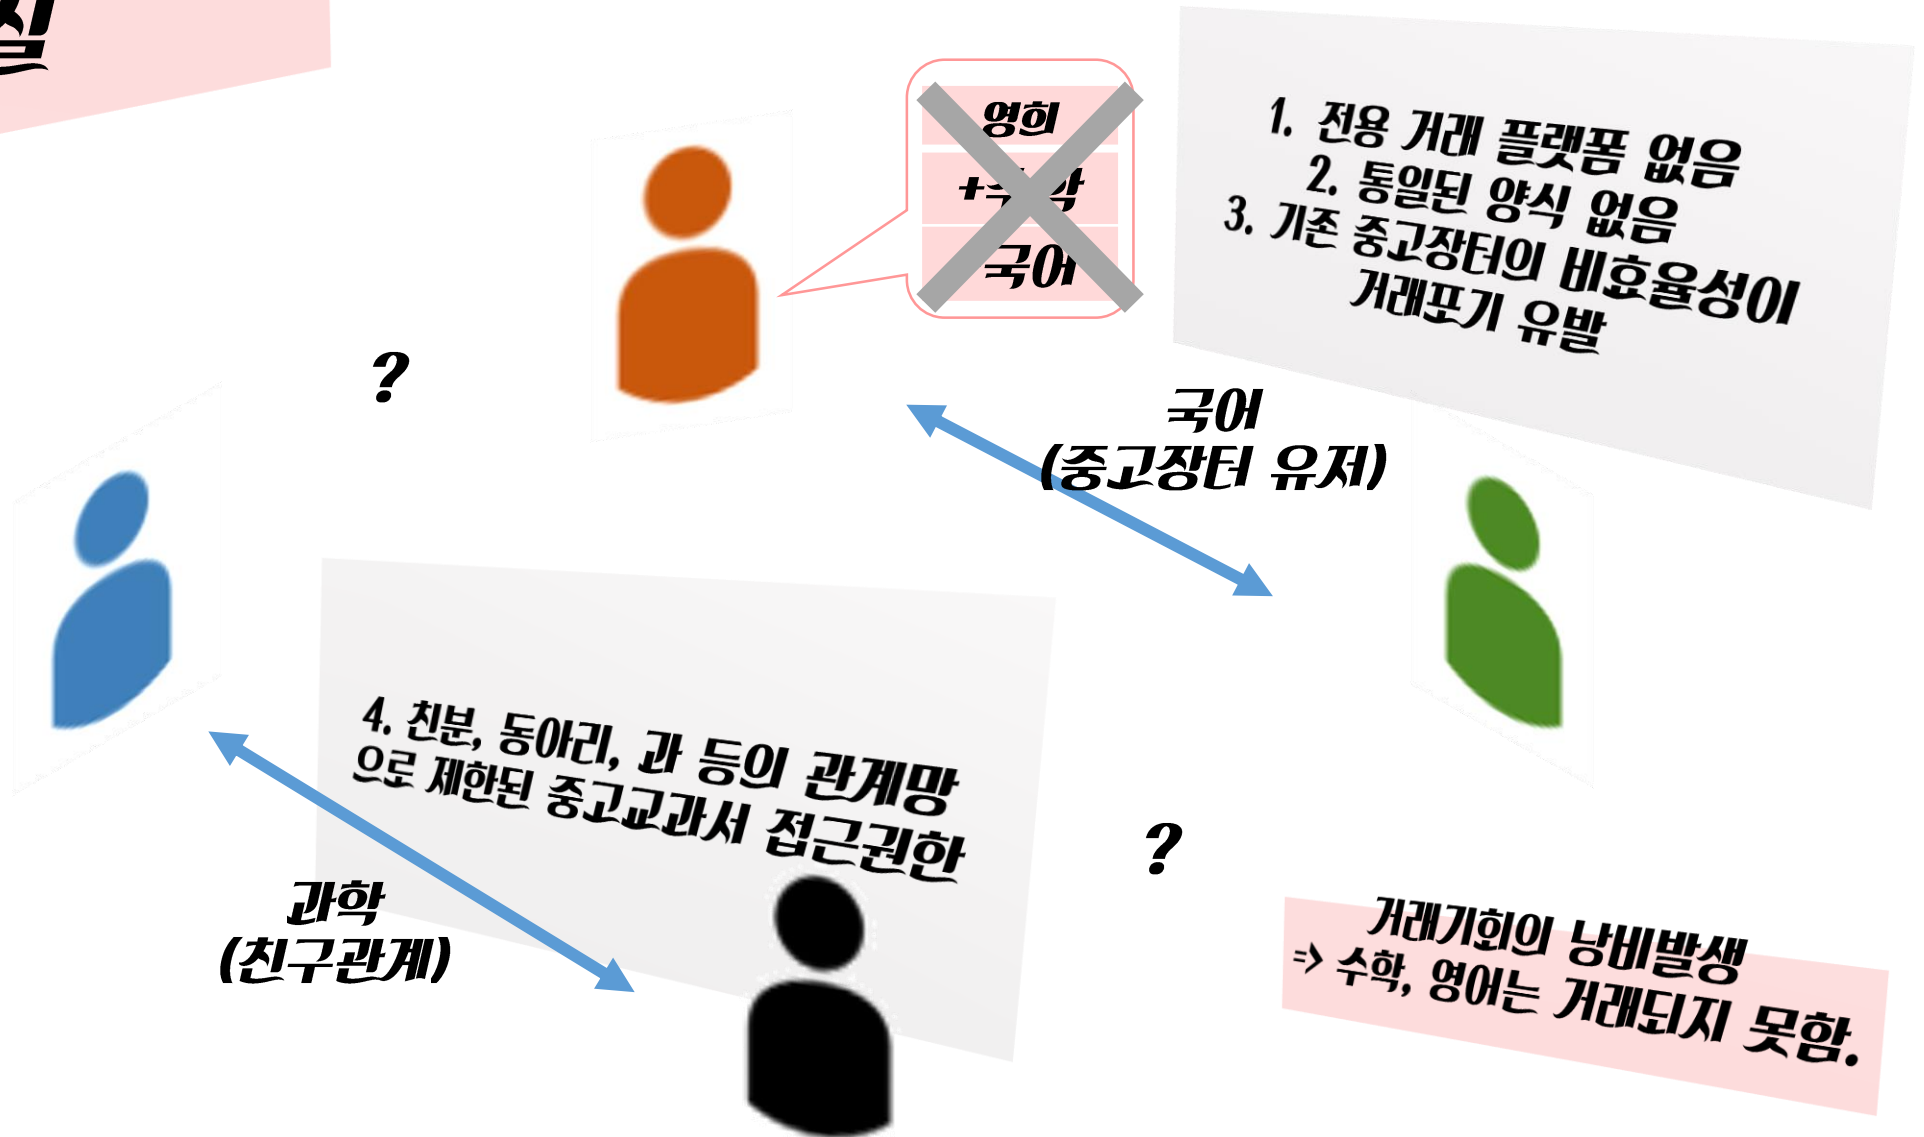 실
영희
국어
1. 전용 거래 플랫폼 없음
2. 통일된 양식 없음
3. 기존 중고장터의 비효율성이
거래포기 유발
?
국어
(중고장터 유저)
4. 친분, 동아리, 과 등의 관계망
으로 제한된 중고교과서 접근권한
?
과학
(친구관계)
거래기회의 낭비발생
=> 수학, 영어는 거래되지 못함.